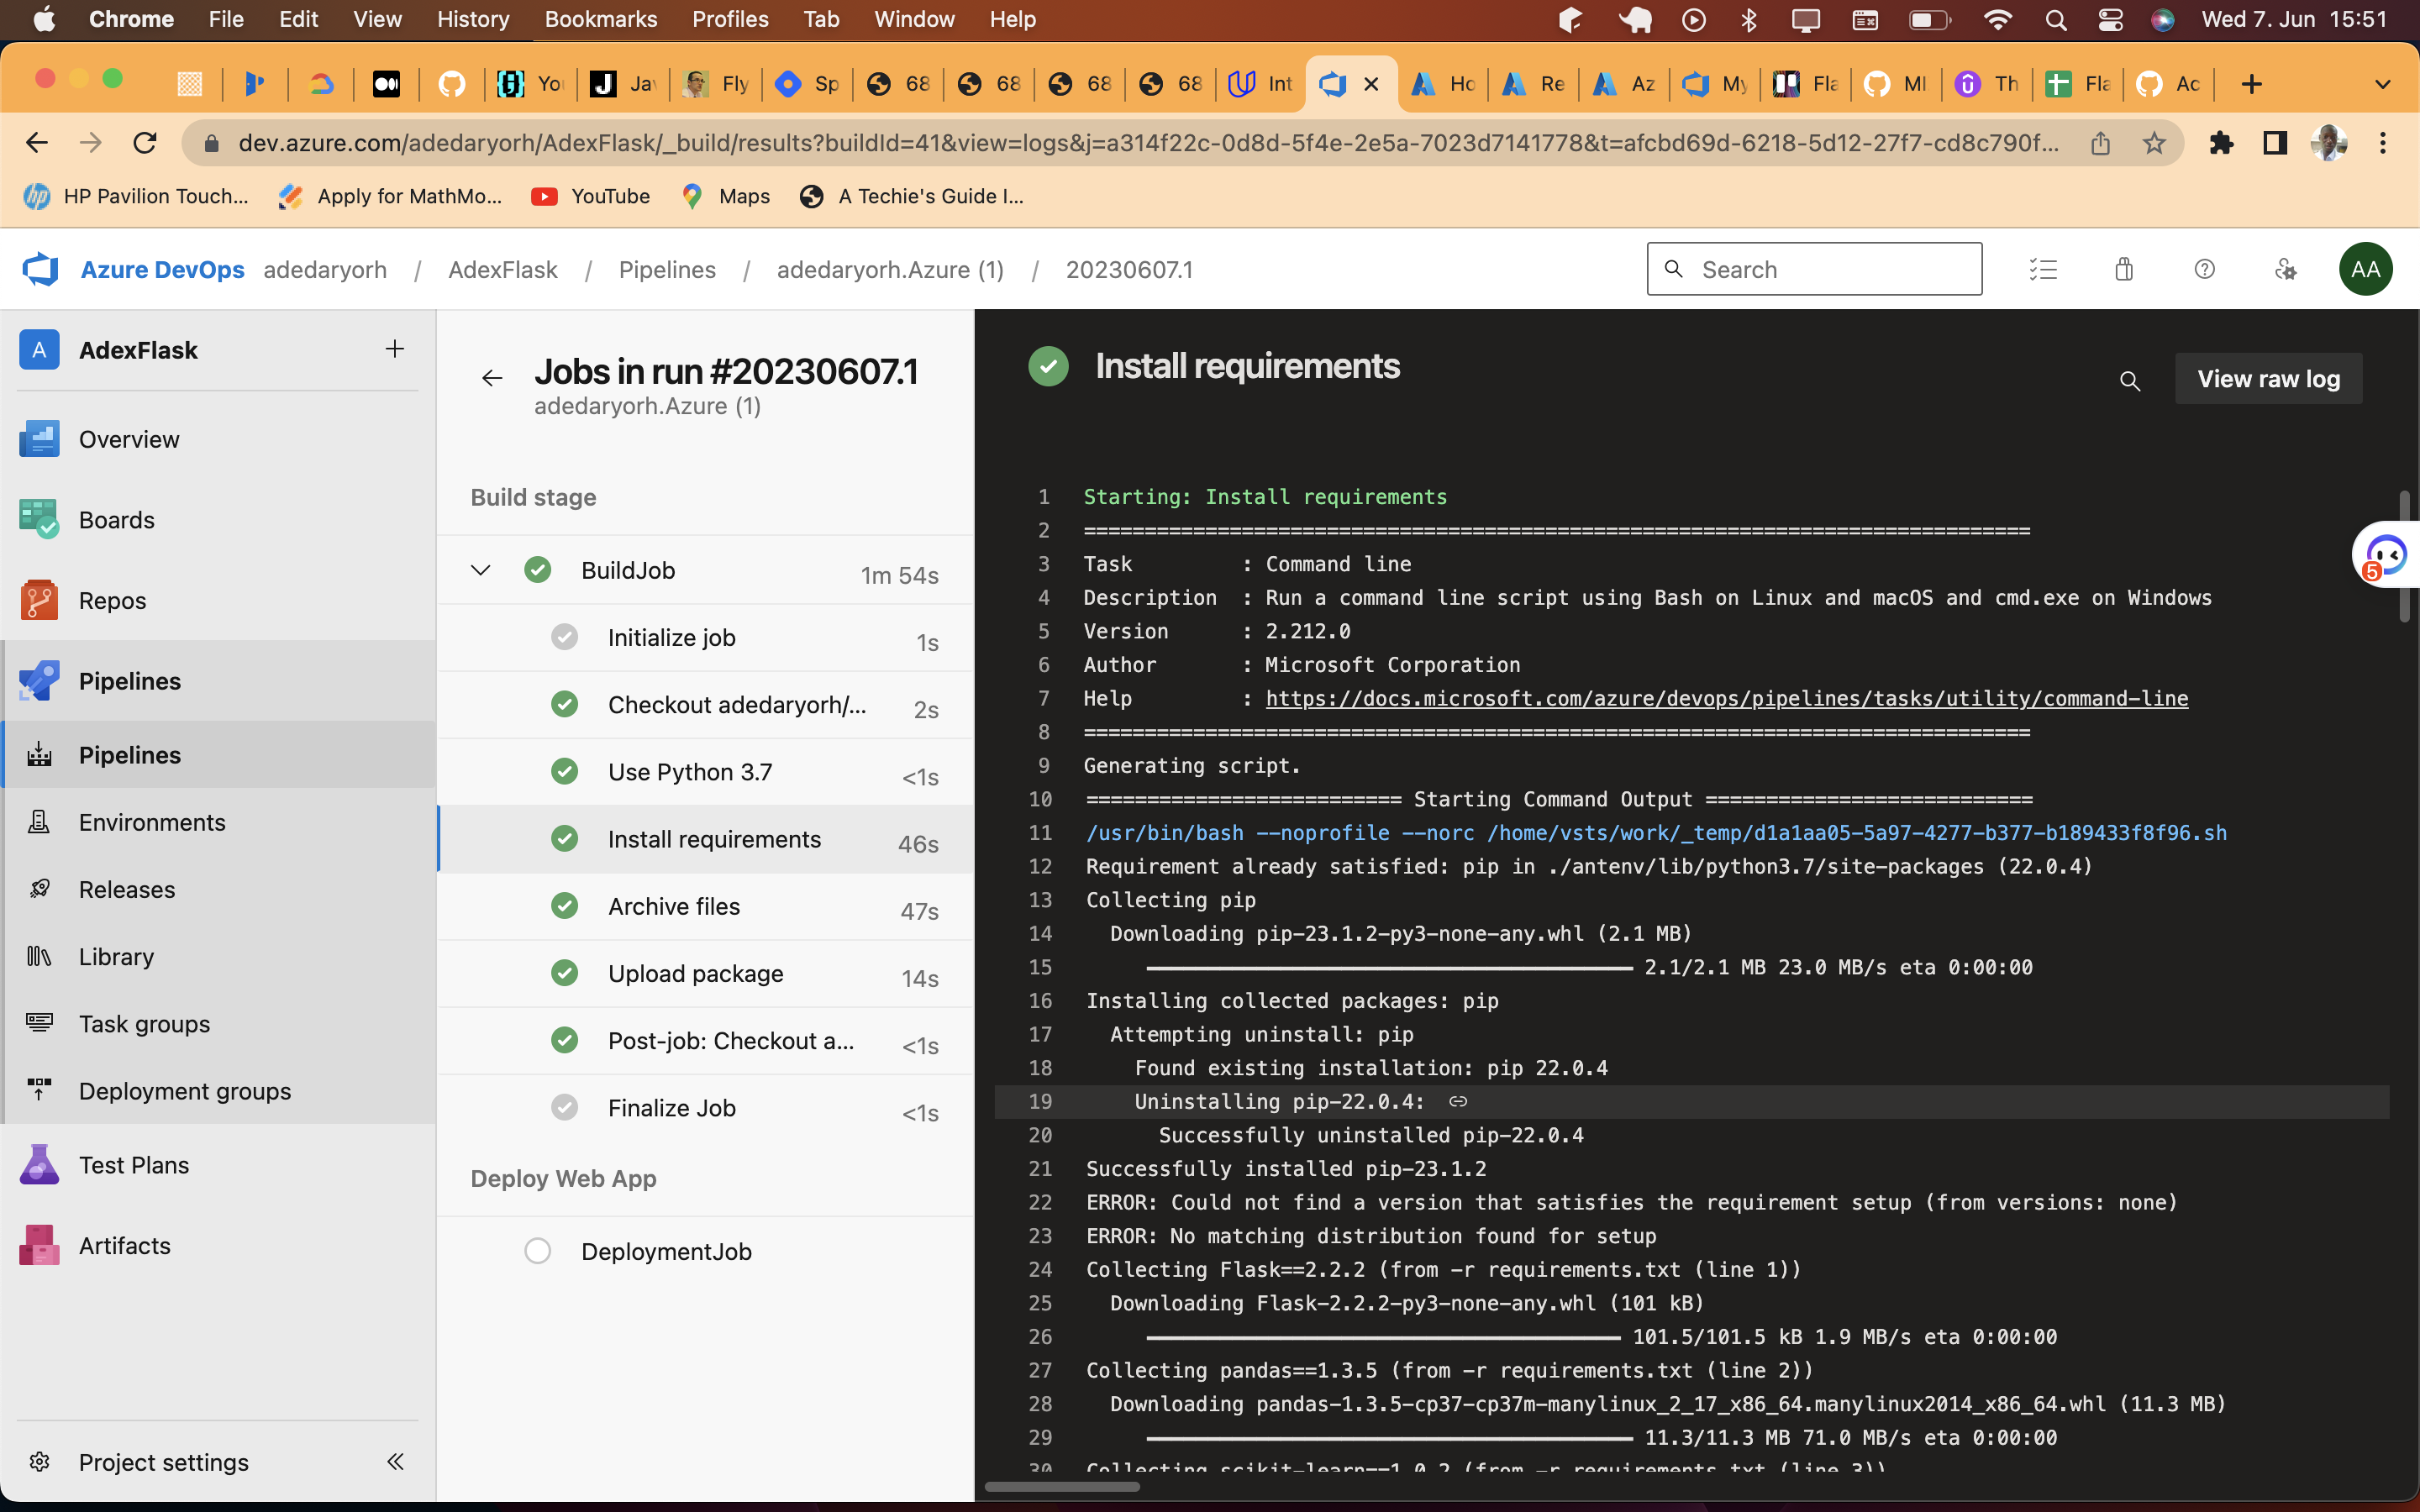 Chrome File Edit View History Bookmarks Profiles Tab Window Help Wed 7. Jun 15:51
You Jav Fly Sp 68 68 68 68 Int Ho Re Az My Fla MI Th Fla Ac
dev.azure.com/adedaryorh/AdexFlask/_build/results?buildId=41&view=logs&j=a314f22c-0d8d-5f4e-2e5a-7023d7141778&t=afcbd69d-6218-5d12-27f7-cd8c790f...
HP Pavilion Touch... Apply for MathMo... YouTube Maps A Techie's Guide I...
Azure DevOps adedaryorh / AdexFlask / Pipelines / adedaryorh.Azure (1) / 20230607.1 Search AA
A AdexFlask
Overview
Boards
Repos
Pipelines
Pipelines
Environments
Releases
Library
Task groups
Deployment groups
Test Plans
Artifacts
Project settings
Jobs in run #20230607.1
adedaryorh.Azure (1)
Build stage
BuildJob 1m 54s
Initialize job 1s
Checkout adedaryorh/... 2s
Use Python 3.7 <1s
Install requirements 46s
Archive files 47s
Upload package 14s
Post-job: Checkout a... <1s
Finalize Job <1s
Deploy Web App
DeploymentJob
Install requirements
View raw log
1 Starting: Install requirements
2 ==============================================================================
3 Task : Command line
4 Description : Run a command line script using Bash on Linux and macOS and cmd.exe on Windows
5 Version : 2.212.0
6 Author : Microsoft Corporation
7 Help : https://docs.microsoft.com/azure/devops/pipelines/tasks/utility/command-line
8 ==============================================================================
9 Generating script.
10 ========================== Starting Command Output ===========================
11 /usr/bin/bash --noprofile --norc /home/vsts/work/_temp/d1a1aa05-5a97-4277-b377-b189433f8f96.sh
12 Requirement already satisfied: pip in ./antenv/lib/python3.7/site-packages (22.0.4)
13 Collecting pip
14 Downloading pip-23.1.2-py3-none-any.whl (2.1 MB)
15 ━━━━━━━━━━━━━━━━━━━━━━━━━━━━━━━━━━━━━━━━ 2.1/2.1 MB 23.0 MB/s eta 0:00:00
16 Installing collected packages: pip
17 Attempting uninstall: pip
18 Found existing installation: pip 22.0.4
19 Uninstalling pip-22.0.4:
20 Successfully uninstalled pip-22.0.4
21 Successfully installed pip-23.1.2
22 ERROR: Could not find a version that satisfies the requirement setup (from versions: none)
23 ERROR: No matching distribution found for setup
24 Collecting Flask==2.2.2 (from -r requirements.txt (line 1))
25 Downloading Flask-2.2.2-py3-none-any.whl (101 kB)
26 ━━━━━━━━━━━━━━━━━━━━━━━━━━━━━━━━━━━━━━━ 101.5/101.5 kB 1.9 MB/s eta 0:00:00
27 Collecting pandas==1.3.5 (from -r requirements.txt (line 2))
28 Downloading pandas-1.3.5-cp37-cp37m-manylinux_2_17_x86_64.manylinux2014_x86_64.whl (11.3 MB)
29 ━━━━━━━━━━━━━━━━━━━━━━━━━━━━━━━━━━━━━━━━ 11.3/11.3 MB 71.0 MB/s eta 0:00:00
30 Collecting scikit-learn==1.0.2 (from -r requirements.txt (line 3))
5